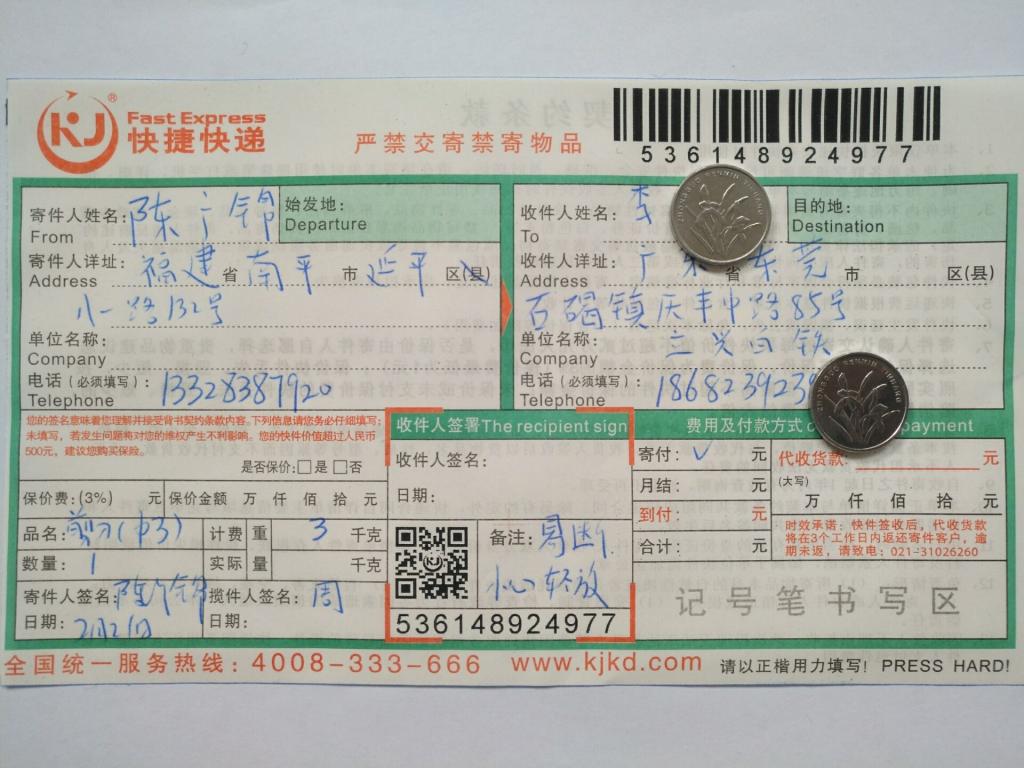 KJ ® Fast Express
快捷快递
严禁交寄禁寄物品
536148924977
寄件人姓名: 陈广锦
From
始发地:
Departure
收件人姓名: 李
To
目的地:
Destination
寄件人详址: 福建 省 南平 市 延平 区(县)
Address
小一路132号
收件人详址: 省 东莞 市 区(县)
Address
石碣镇庆丰中路85号
单位名称:
Company
单位名称: 立兴白铁
Company
电话(必须填写): 13328387920
Telephone
电话(必须填写): 1868239239
Telephone
您的签名意味着您理解并接受背书契约条款内容。下列信息请您务必仔细填写;
未填写,若发生问题将对您的维权产生不利影响。您的快件价值超过人民币
500元,建议您购买保险。
是否保价: □是 □否
保价费:(3%) 元 保价金额 万 仟 佰 拾 元
品名: 剪刀 计费 重 3 千克
数量: 1 实际 量 千克
寄件人签名: 陈广锦 揽件人签名: 周
日期: 2月21日 日期:
收件人签署The recipient sign
收件人签名:
日期:
备注: 易断
小心轻放
536148924977
费用及付款方式 payment
寄付: ✓ 元
月结: 元
到付: 元
合计: 元
代收货款: 元
(大写)
万 仟 佰 拾 元
时效承诺:快件签收后,代收货款
将在3个工作日内返还寄件客户,逾
期未返,请致电:021-31026260
记号笔书写区
全国统一服务热线:4008-333-666 www.kjkd.com 请以正楷用力填写! PRESS HARD!